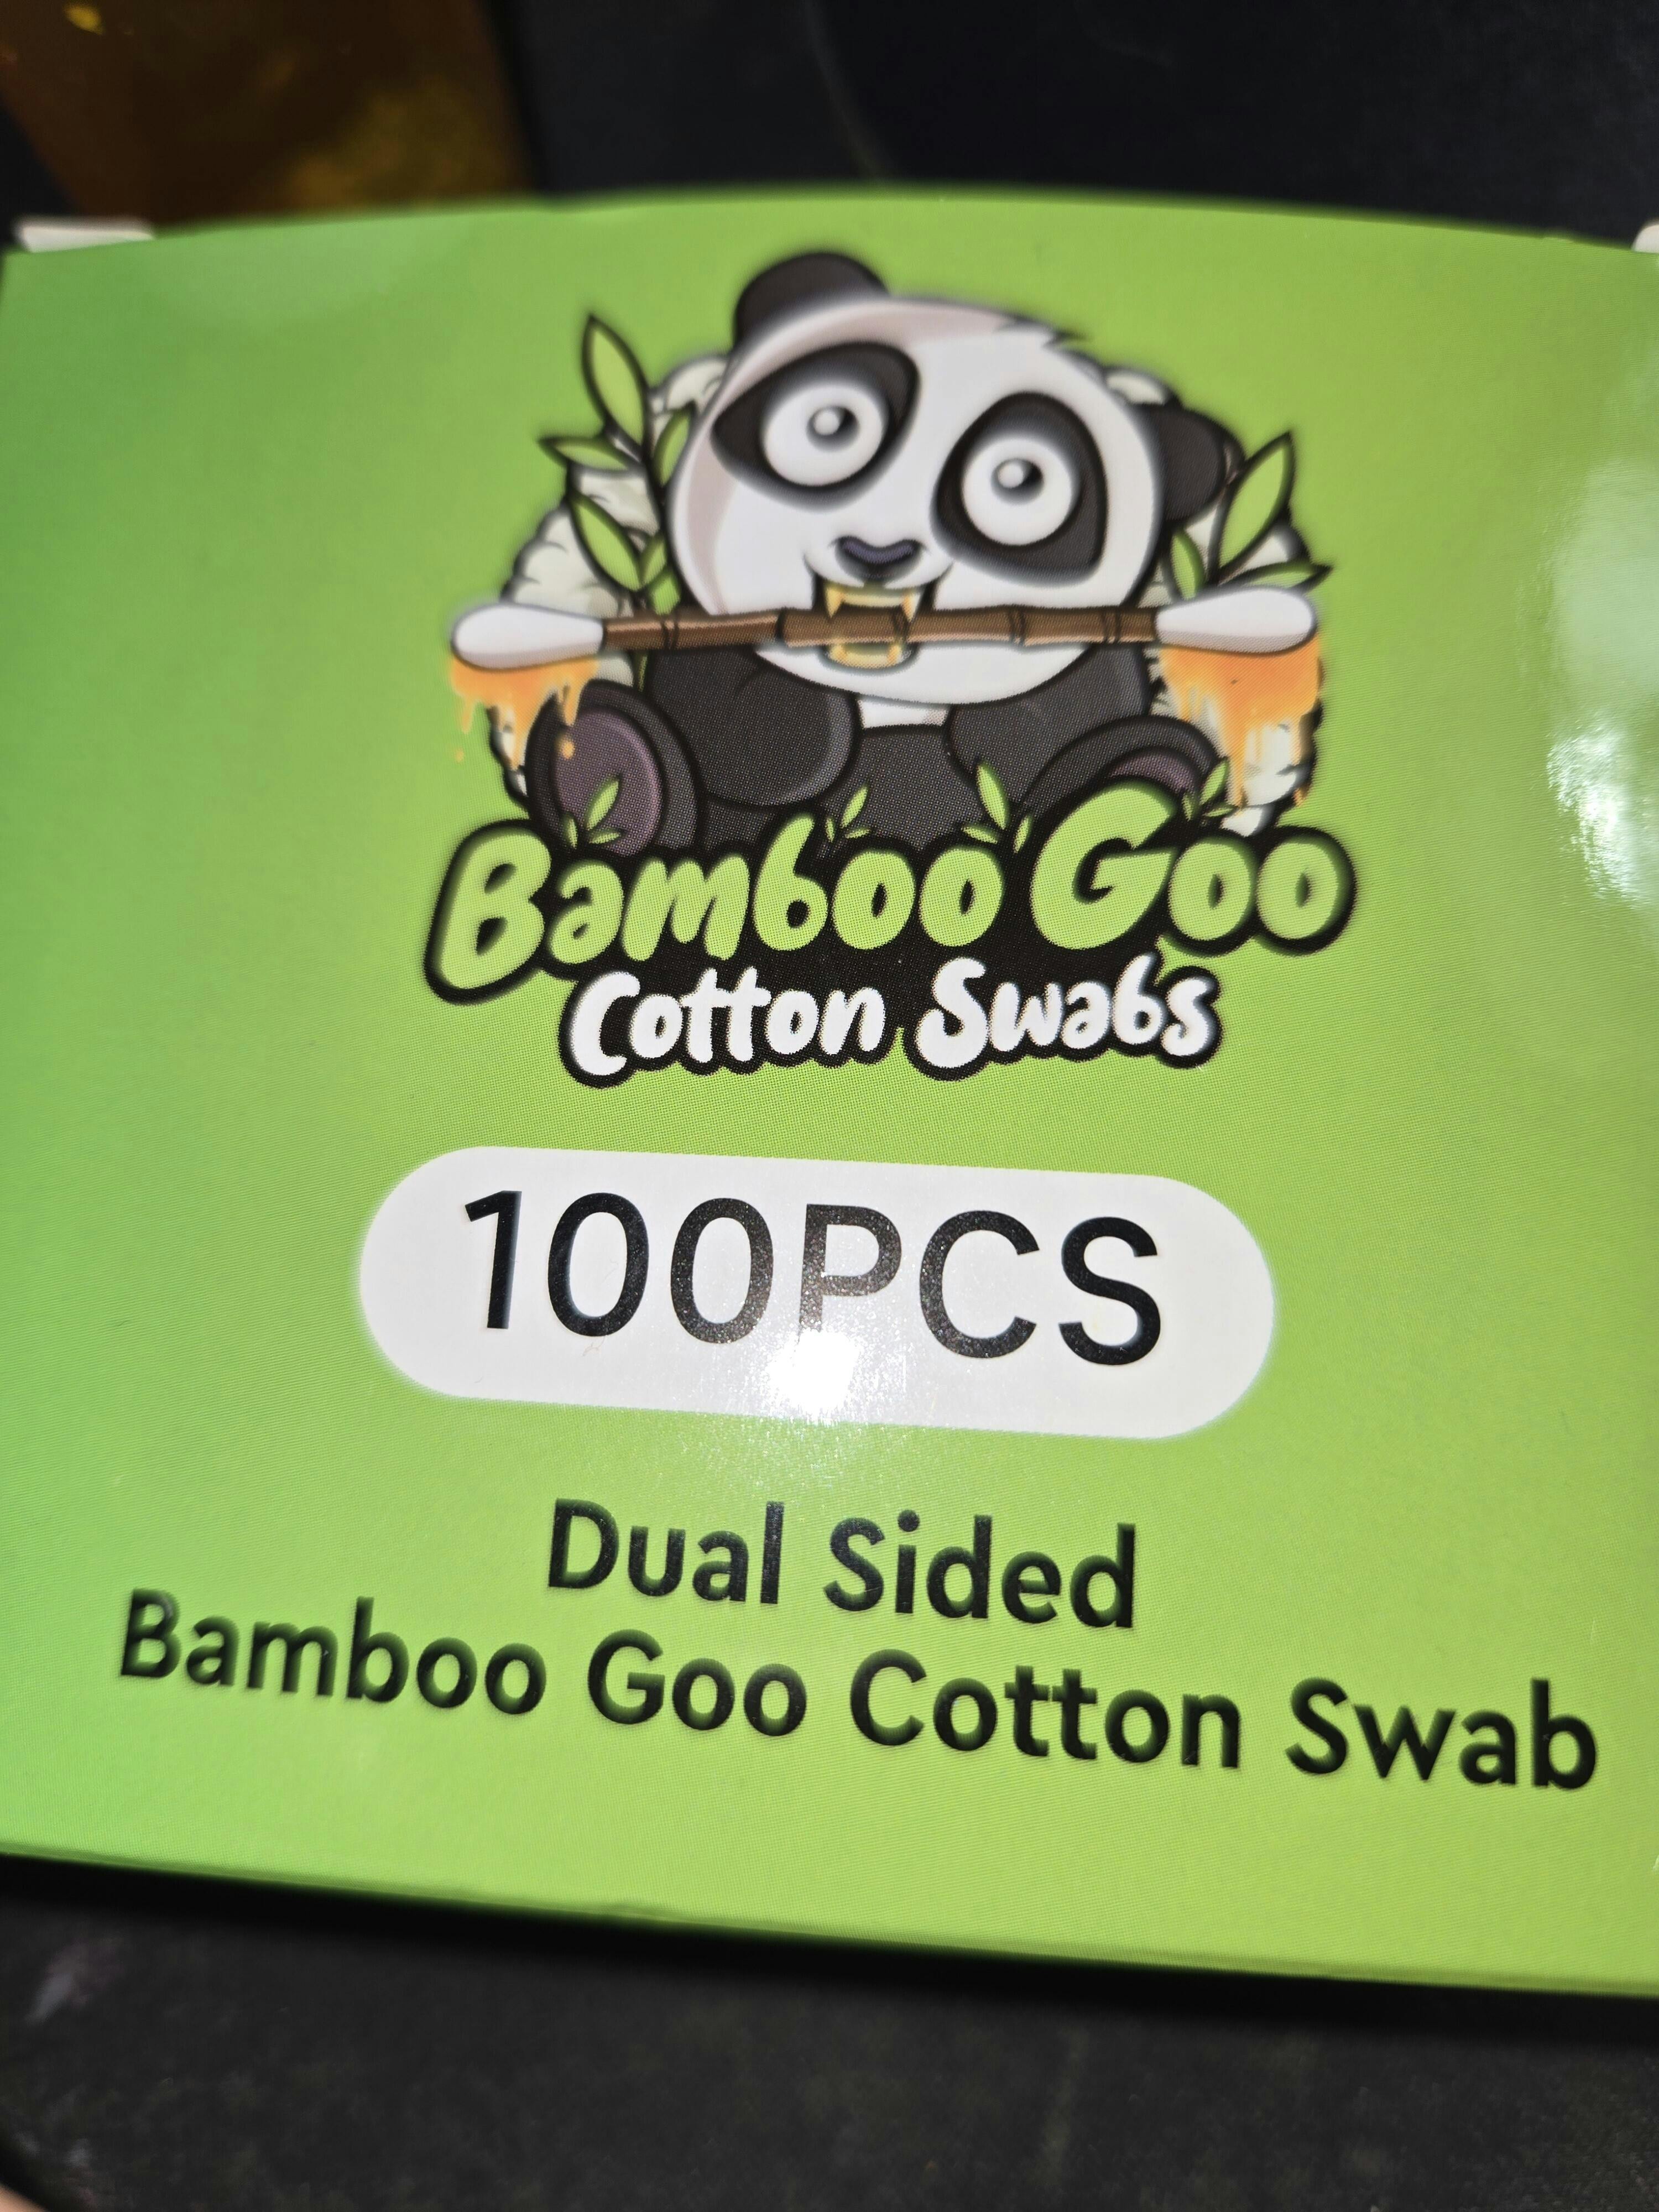 Bamboo Goo
Cotton Swabs
100PCS
Dual Sided
Bamboo Goo Cotton Swab